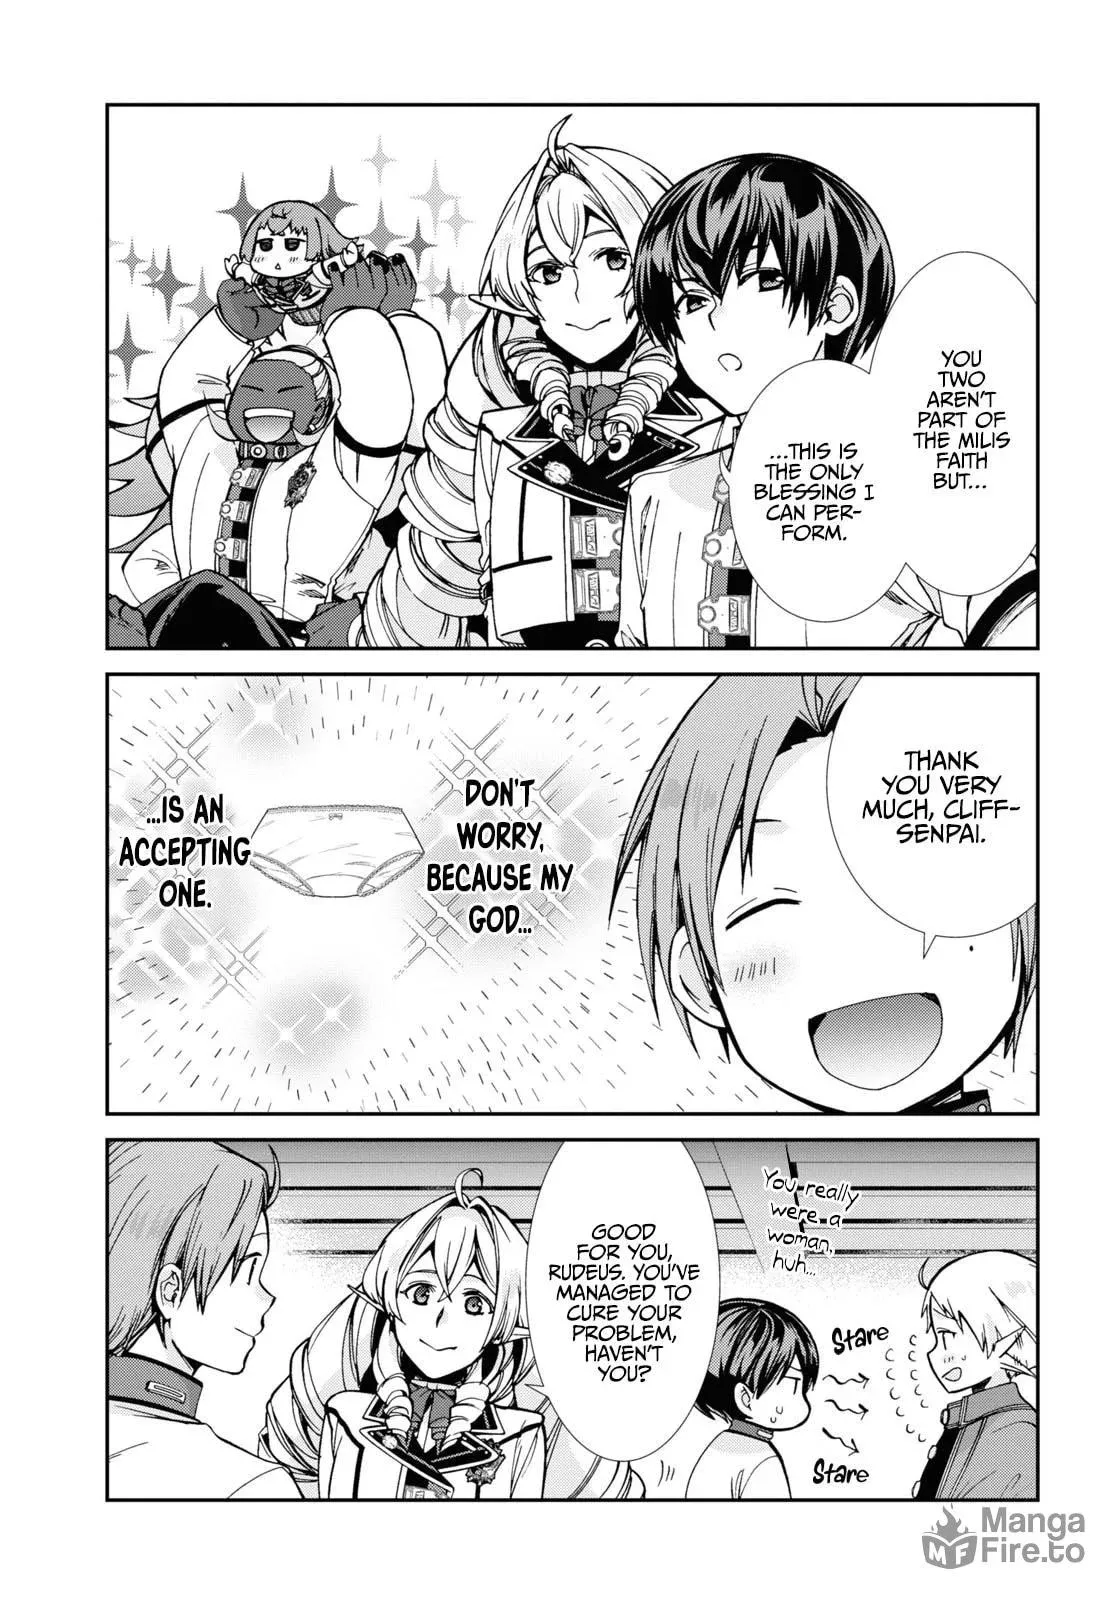 YOU
TWO
AREN'T
PART OF
THE MILIS
FAITH
BUT...
...THIS IS
THE ONLY
BLESSING I
CAN PER-
FORM.
THANK
YOU VERY
MUCH, CLIFF-
SENPAI.
DON'T
WORRY,
BECAUSE MY
GOD...
...IS AN
ACCEPTING
ONE.
You really
were a
woman,
huh...
Stare
Stare
GOOD
FOR YOU,
RUDEUS. YOU'VE
MANAGED TO
CURE YOUR
PROBLEM,
HAVEN'T
YOU?
MF
Manga
Fire.to